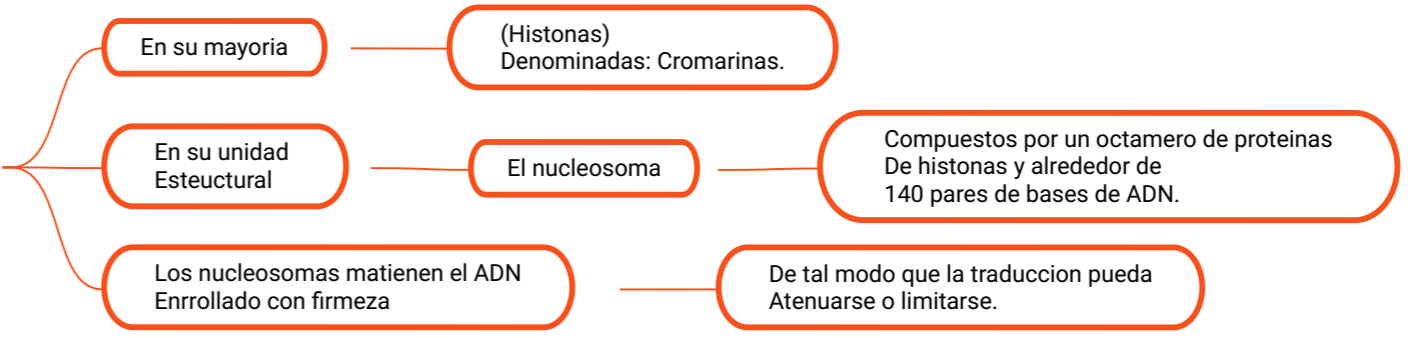 En su mayoria
(Histonas)
Denominadas: Cromarinas.
En su unidad
Esteuctural
El nucleosoma
Compuestos por un octamero de proteinas
De histonas y alrededor de
140 pares de bases de ADN.
Los nucleosomas matienen el ADN
Enrrollado con firmeza
De tal modo que la traduccion pueda
Atenuarse o limitarse.